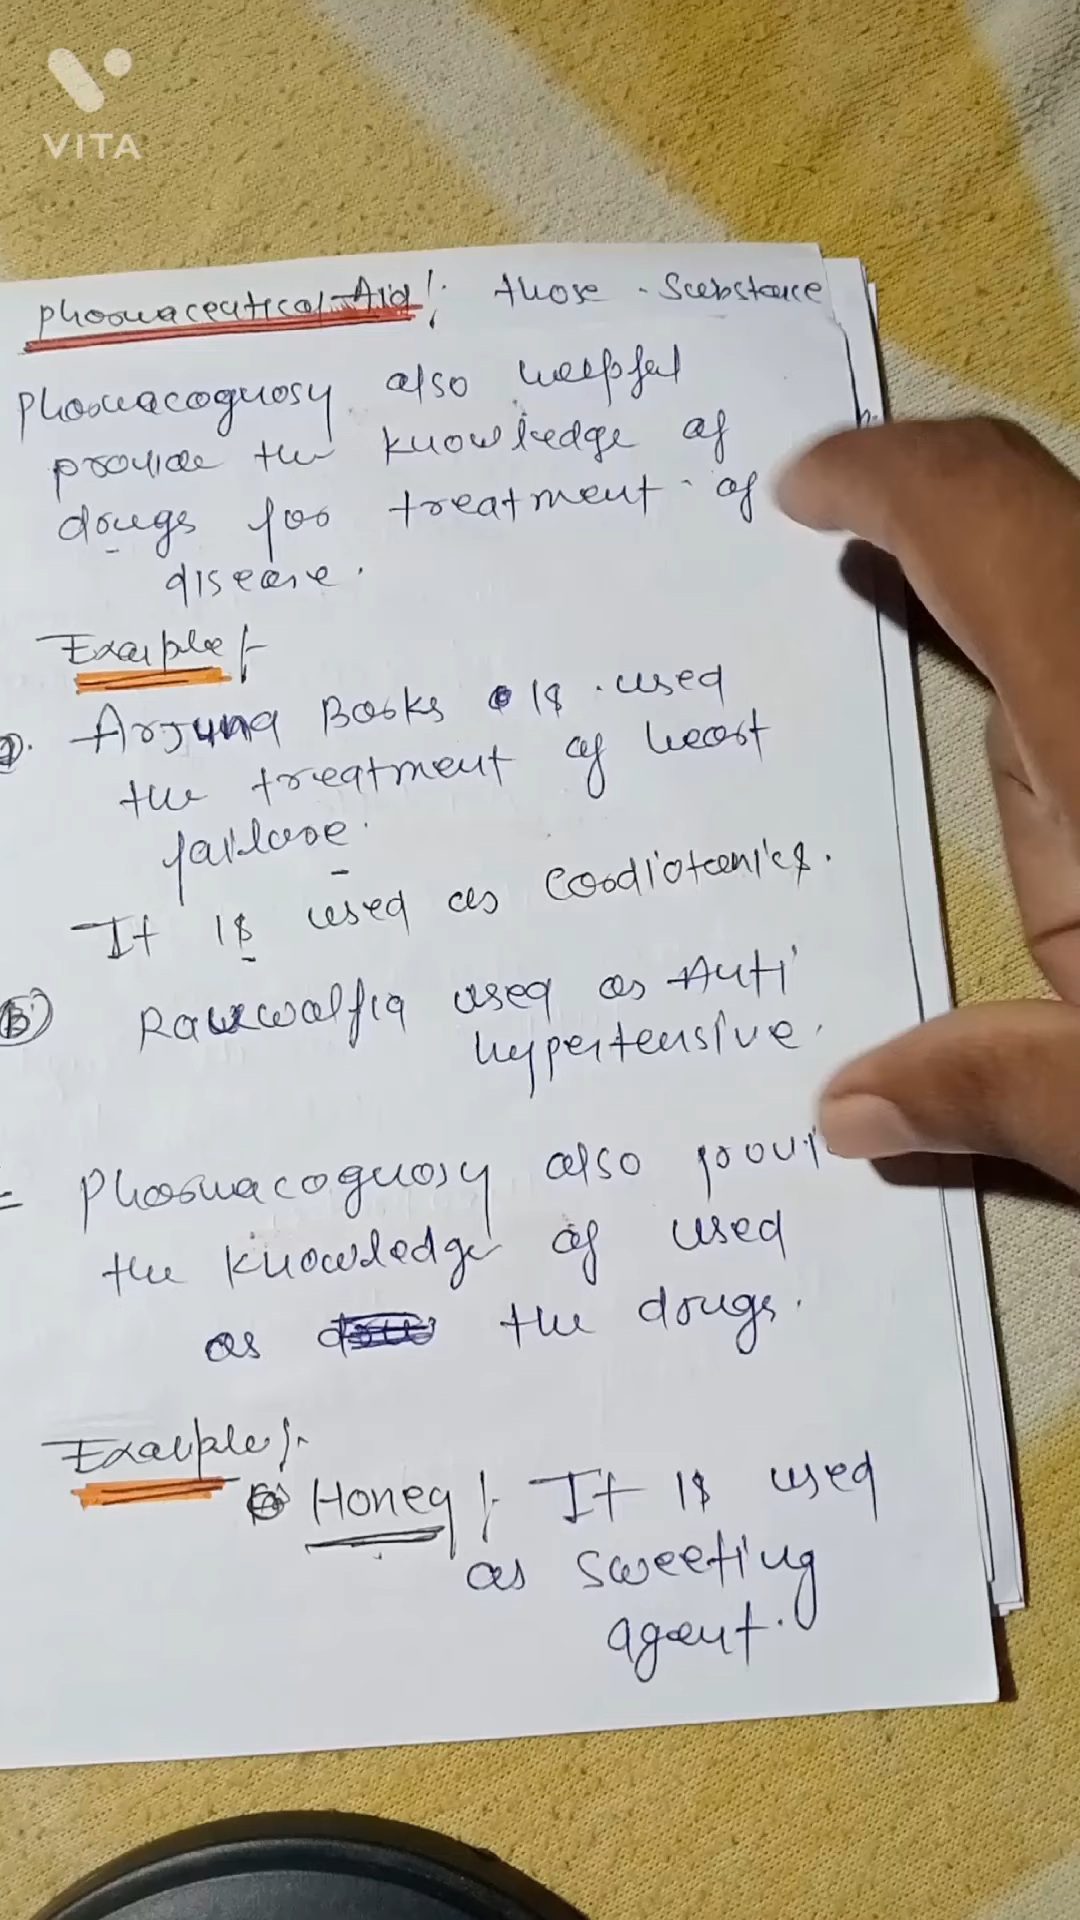 VITA
Pharmaceutical Aid :- those Substance
Pharmacognosy also helpful
provide the knowledge of
drugs for treatment of
disease.
Example :-
Arjuna Barks is used
the treatment of heart
failure.
It is used as Cardiotonics.
(B) Rauwolfia used as Anti
hypertensive.
= Pharmacognosy also provi
the knowledge of used
as the drugs.
Example :-
Honey :- It is used
as sweeting
agent.